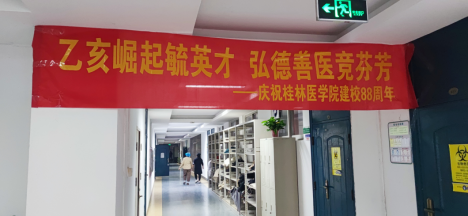 乙亥崛起毓英才 弘德善医竞芬芳
——庆祝桂林医学院建校88周年